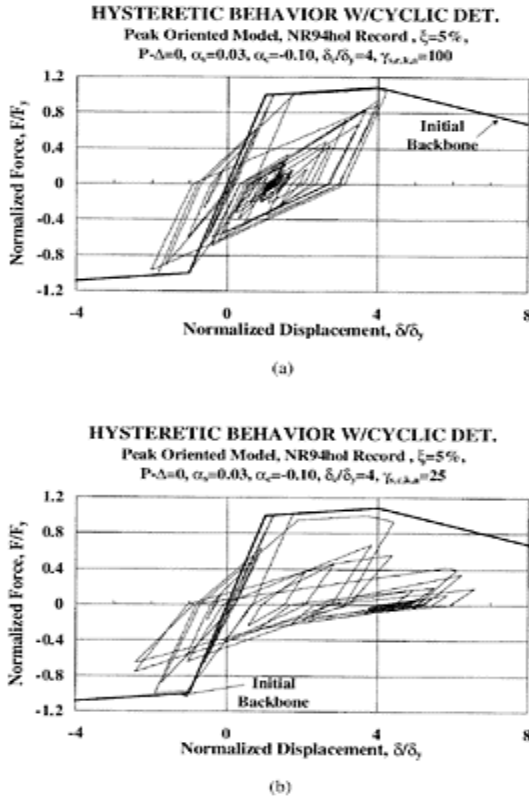 HYSTERETIC BEHAVIOR W/CYCLIC DET.
Peak Oriented Model, NR94hol Record , ξ=5%,
P-Δ=0, αs=0.03, αc=-0.10, δc/δy=4, γs,c,k,a=100
Normalized Force, F/Fy
1.2
0.8
0.4
0
-0.4
-0.8
-1.2
Initial
Backbone
-4 0 4 8
Normalized Displacement, δ/δy
(a)
HYSTERETIC BEHAVIOR W/CYCLIC DET.
Peak Oriented Model, NR94hol Record , ξ=5%,
P-Δ=0, αs=0.03, αc=-0.10, δc/δy=4, γs,c,k,a=25
Normalized Force, F/Fy
1.2
0.8
0.4
0
-0.4
-0.8
-1.2
Initial
Backbone
-4 0 4 8
Normalized Displacement, δ/δy
(b)